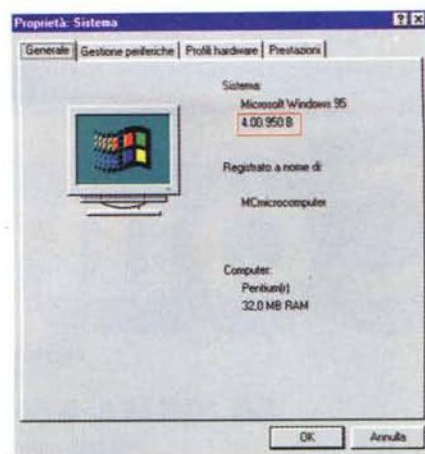 Proprietà: Sistema
Generale Gestione periferiche Profili hardware Prestazioni
Sistema:
Microsoft Windows 95
4.00.950 B
Registrato a nome di:
MCmicrocomputer
Computer:
Pentium(r)
32,0 MB RAM
OK Annulla